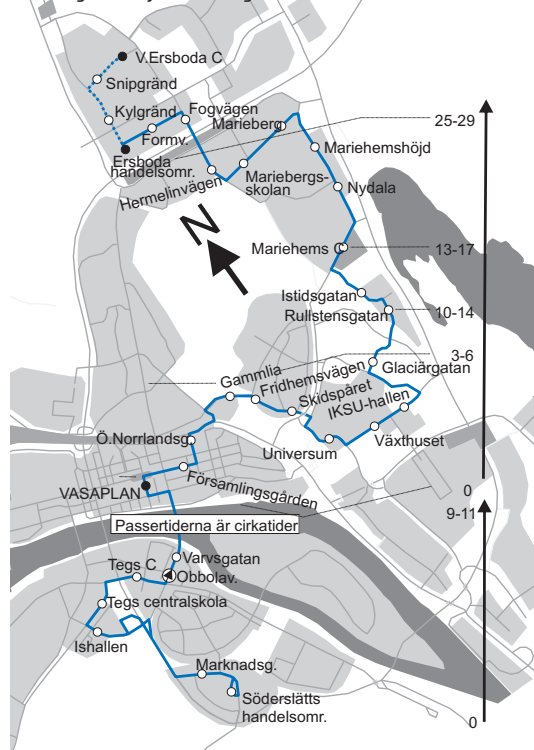 V.Ersboda C
Snipgränd
Kylgränd
Fogvägen
Marieberg
25-29
Formv.
Mariehemshöjd
Ersboda
handelsomr.
Mariebergs-
skolan
Hermelinvägen
Nydala
N
Mariehems C
13-17
Istidsgatan
Rullstensgatan
10-14
3-6
Glaciärgatan
Gammlia
Fridhemsvägen
Skidspåret
IKSU-hallen
Ö.Norrlandsg.
Universum
Växthuset
VASAPLAN
Församlingsgården
0
9-11
Passertiderna är cirkatider
Varvsgatan
Tegs C
Obbolav.
Tegs centralskola
Ishallen
Marknadsg.
Söderslätts
handelsomr.
0